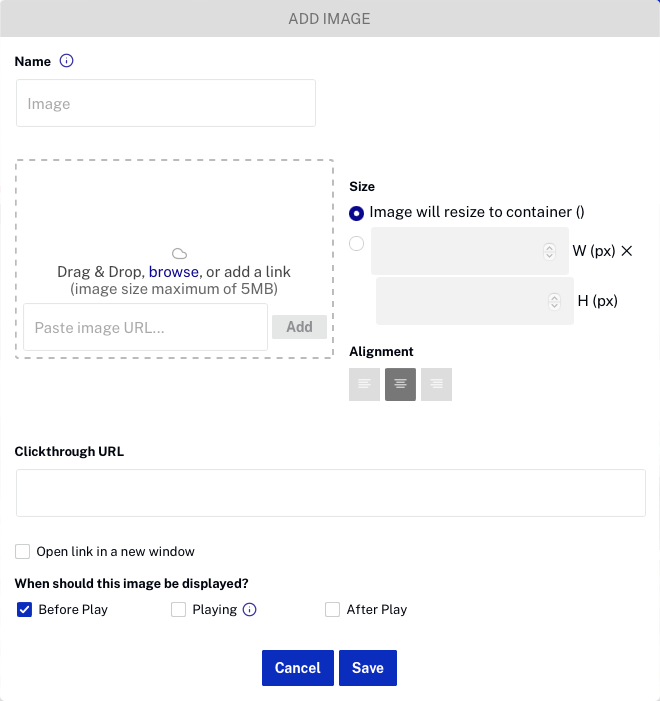 ADD IMAGE
Name
Image
Drag & Drop, browse, or add a link
(image size maximum of 5MB)
Paste image URL...
Add
Size
Image will resize to container ()
W (px) ×
H (px)
Alignment
Clickthrough URL
Open link in a new window
When should this image be displayed?
Before Play
Playing
After Play
Cancel
Save